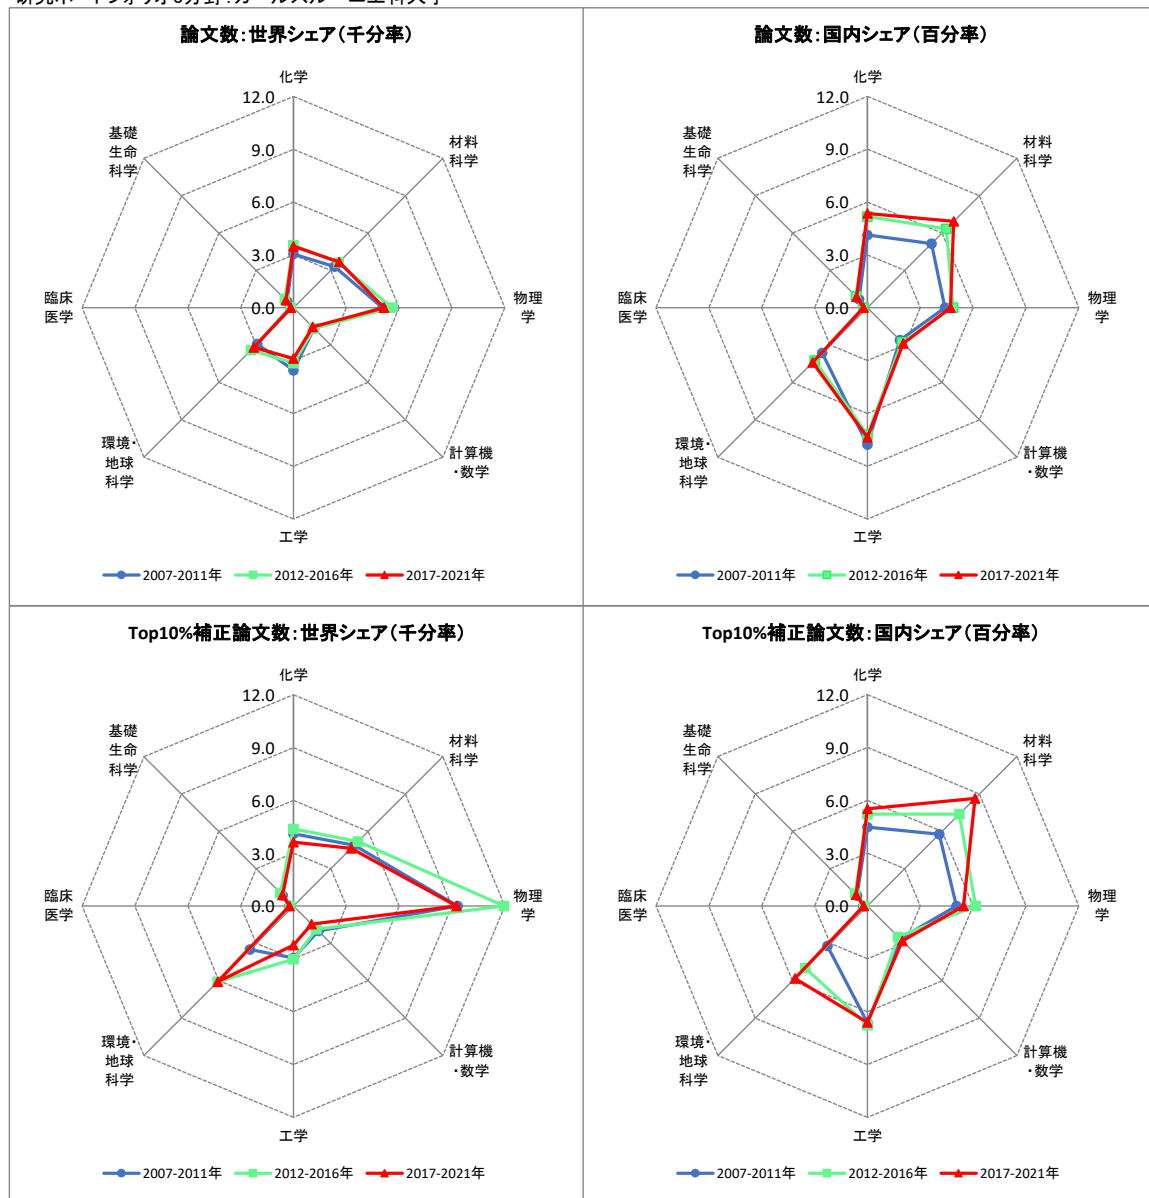 論文数:世界シェア(千分率)
化学
12.0
9.0
6.0
3.0
0.0
材料
科学
物理
学
計算機
・数学
工学
環境・
地球
科学
臨床
医学
基礎
生命
科学
2007-2011年
2012-2016年
2017-2021年
論文数:国内シェア(百分率)
化学
12.0
9.0
6.0
3.0
0.0
材料
科学
物理
学
計算機
・数学
工学
環境・
地球
科学
臨床
医学
基礎
生命
科学
2007-2011年
2012-2016年
2017-2021年
Top10%補正論文数:世界シェア(千分率)
化学
12.0
9.0
6.0
3.0
0.0
材料
科学
物理
学
計算機
・数学
工学
環境・
地球
科学
臨床
医学
基礎
生命
科学
2007-2011年
2012-2016年
2017-2021年
Top10%補正論文数:国内シェア(百分率)
化学
12.0
9.0
6.0
3.0
0.0
材料
科学
物理
学
計算機
・数学
工学
環境・
地球
科学
臨床
医学
基礎
生命
科学
2007-2011年
2012-2016年
2017-2021年